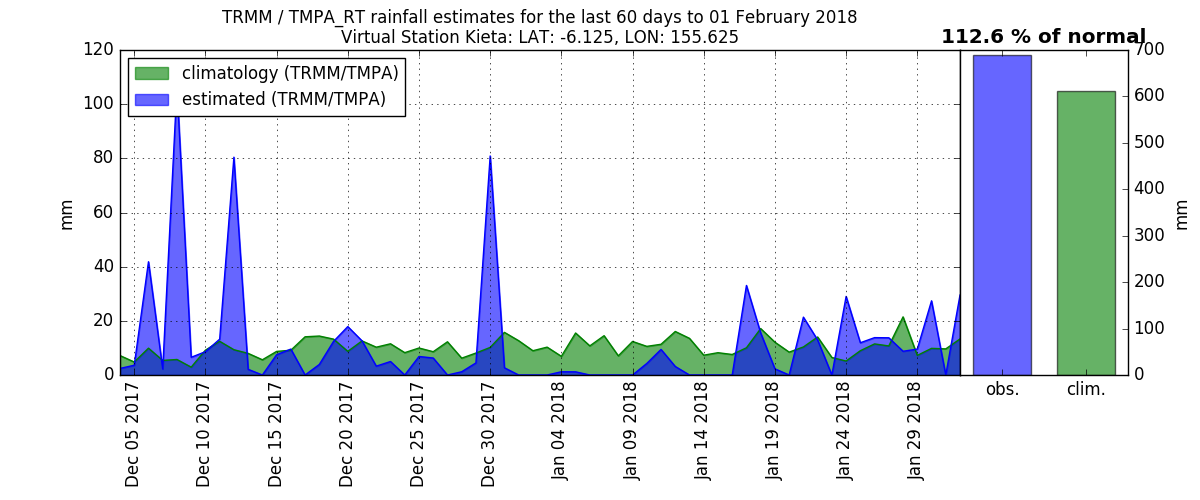 TRMM / TMPA_RT rainfall estimates for the last 60 days to 01 February 2018
Virtual Station Kieta: LAT: -6.125, LON: 155.625
112.6 % of normal
climatology (TRMM/TMPA)
estimated (TRMM/TMPA)
120
100
80
60
40
20
0
mm
Dec 05 2017
Dec 10 2017
Dec 15 2017
Dec 20 2017
Dec 25 2017
Dec 30 2017
Jan 04 2018
Jan 09 2018
Jan 14 2018
Jan 19 2018
Jan 24 2018
Jan 29 2018
obs.
clim.
700
600
500
400
300
200
100
0
mm